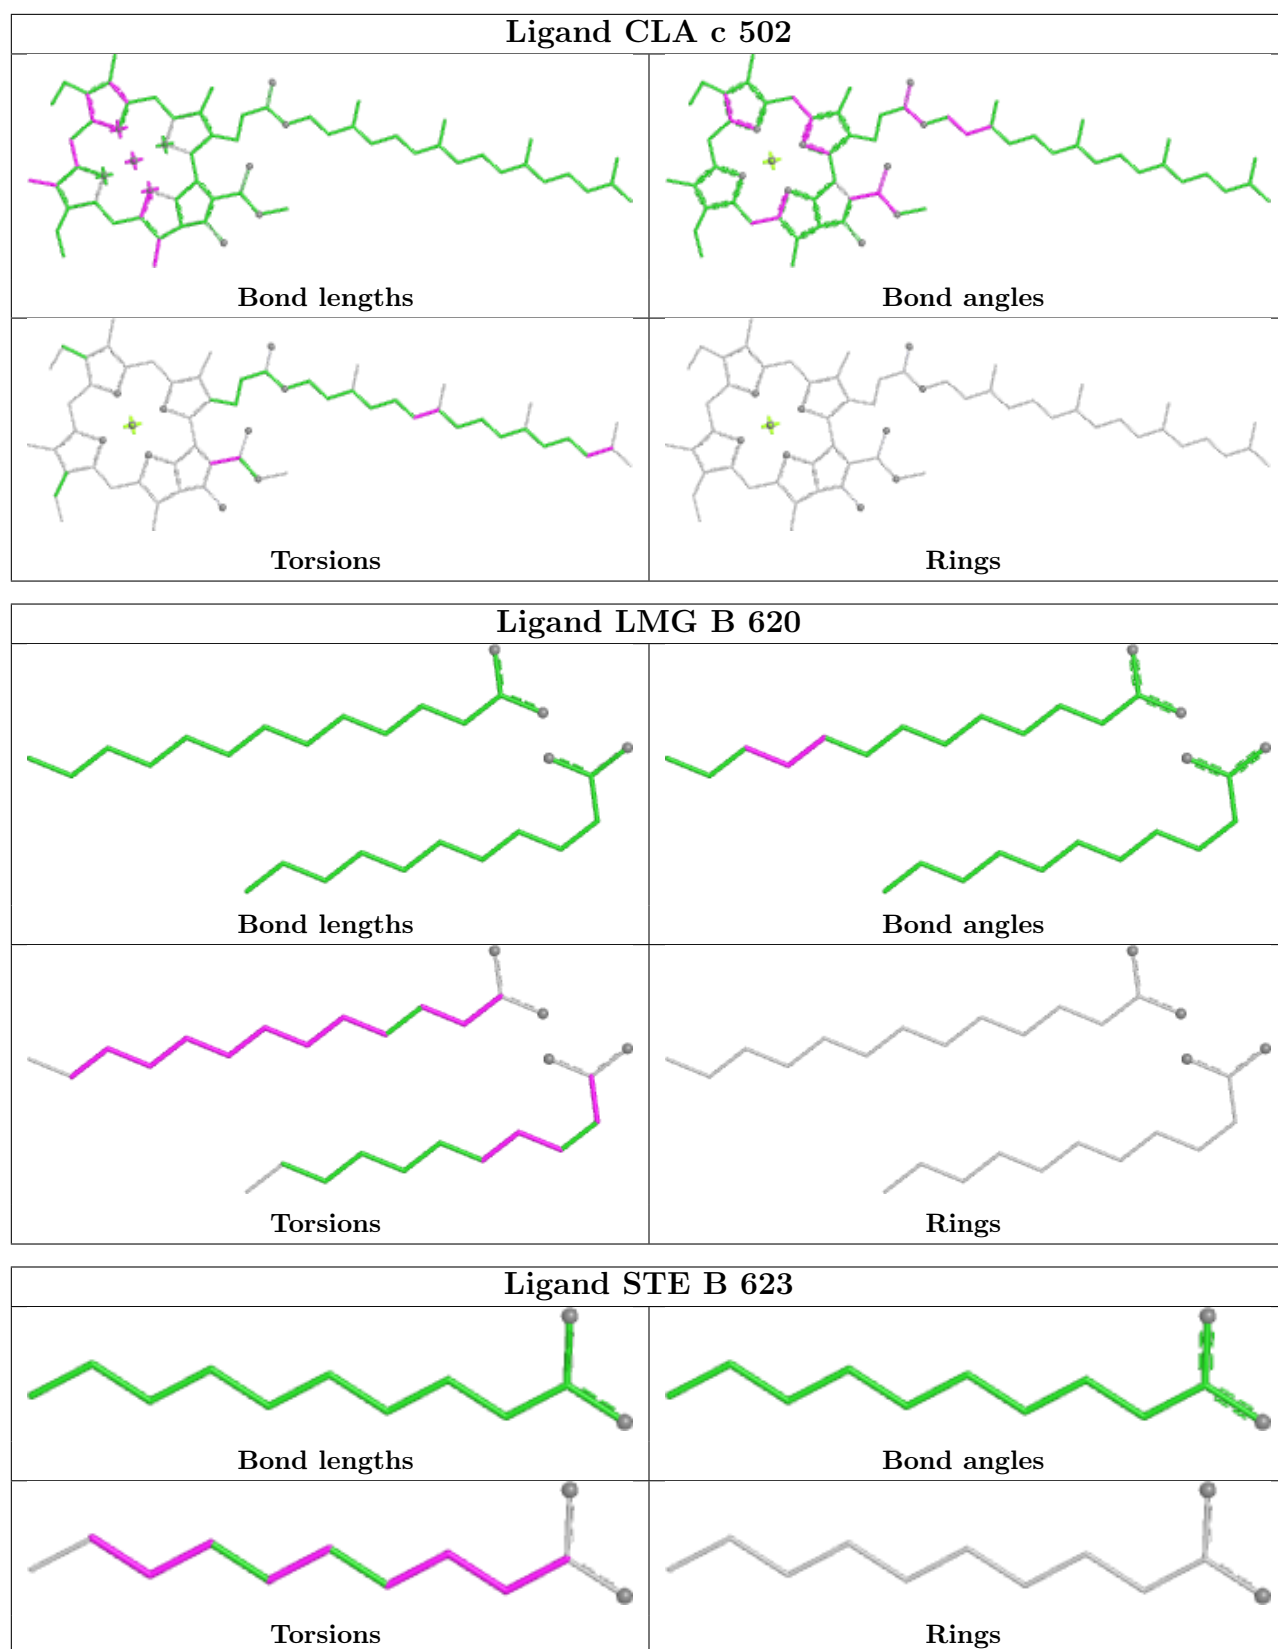 Ligand CLA c 502
Bond lengths
Bond angles
Torsions
Rings
Ligand LMG B 620
Bond lengths
Bond angles
Torsions
Rings
Ligand STE B 623
Bond lengths
Bond angles
Torsions
Rings